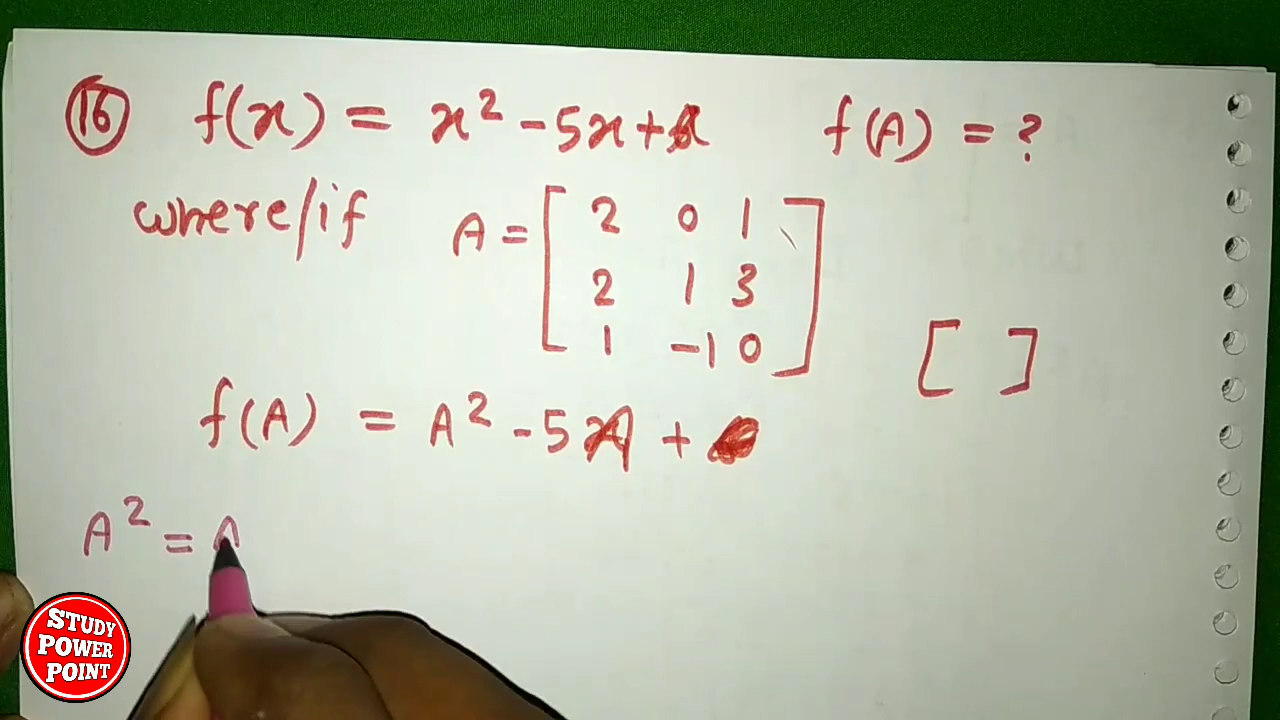 16 f(x) = x² - 5x + f(A) = ?
where/if A = [ 2 0 1
2 1 3
1 -1 0 ]
[ ]
f(A) = A² - 5A +
A² = A
STUDY
POWER
POINT